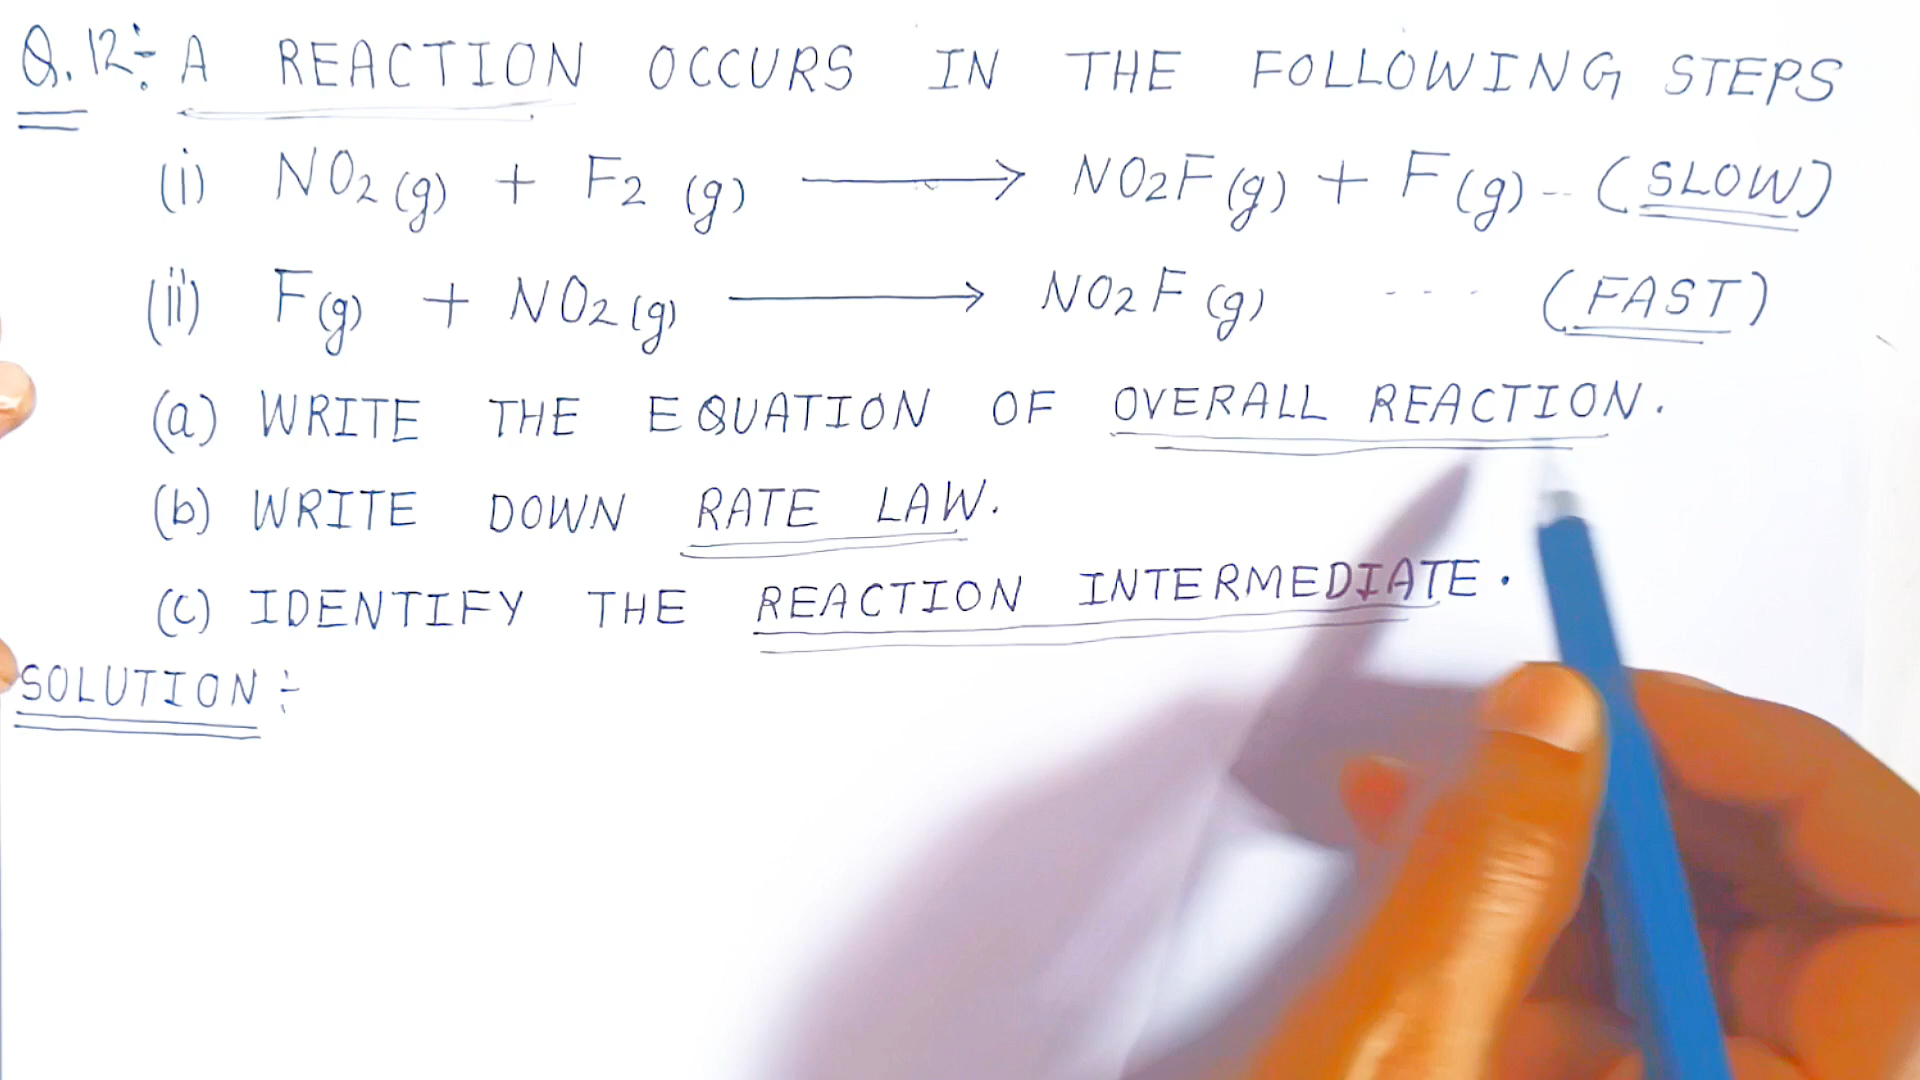 Q.12÷ A REACTION OCCURS IN THE FOLLOWING STEPS
(i) NO2(g) + F2(g) ⟶ NO2F(g) + F(g) -- (SLOW)
(ii) F(g) + NO2(g) ⟶ NO2F(g) --- (FAST)
(a) WRITE THE EQUATION OF OVERALL REACTION.
(b) WRITE DOWN RATE LAW.
(c) IDENTIFY THE REACTION INTERMEDIATE.
SOLUTION ÷